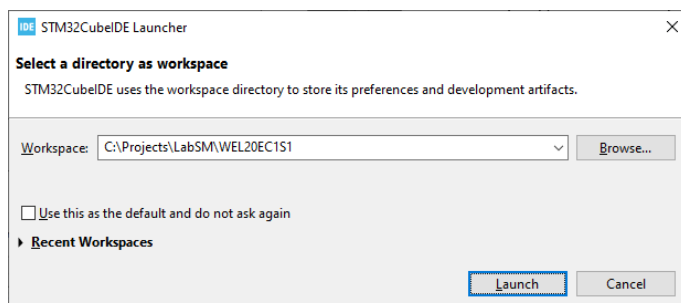 IDE STM32CubeIDE Launcher
Select a directory as workspace
STM32CubeIDE uses the workspace directory to store its preferences and development artifacts.
Workspace: C:\Projects\LabSM\WEL20EC1S1 Browse...
Use this as the default and do not ask again
Recent Workspaces
Launch Cancel